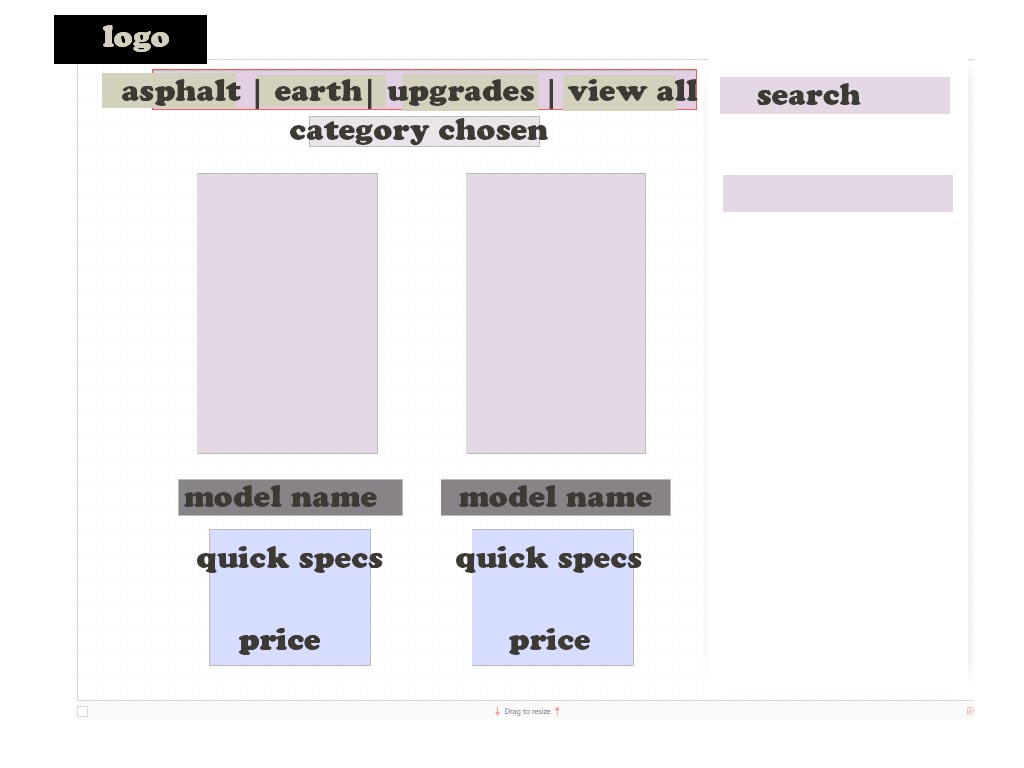 logo
asphalt | earth| upgrades | view all
search
category chosen
model name
model name
quick specs
quick specs
price
price
Drag to resize